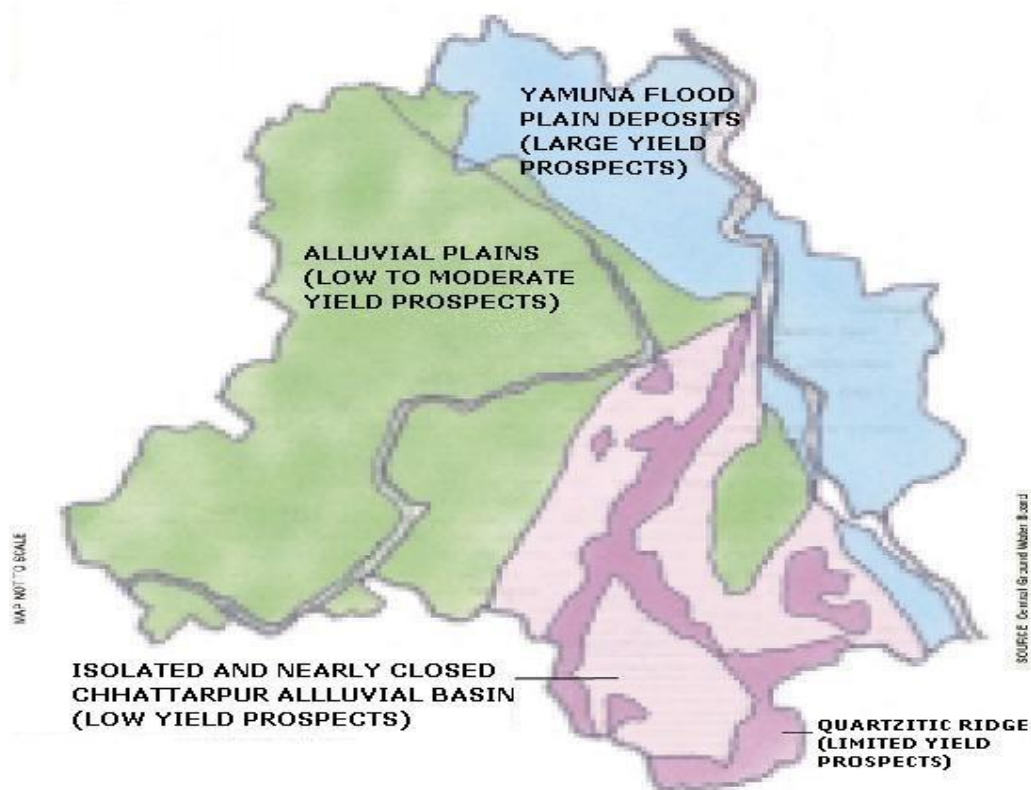 YAMUNA FLOOD
PLAIN DEPOSITS
(LARGE YIELD
PROSPECTS)
ALLUVIAL PLAINS
(LOW TO MODERATE
YIELD PROSPECTS)
ISOLATED AND NEARLY CLOSED
CHHATTARPUR ALLLUVIAL BASIN
(LOW YIELD PROSPECTS)
QUARTZITIC RIDGE
(LIMITED YIELD
PROSPECTS)
MAP NOT TO SCALE
SOURCE Central Ground Water Board